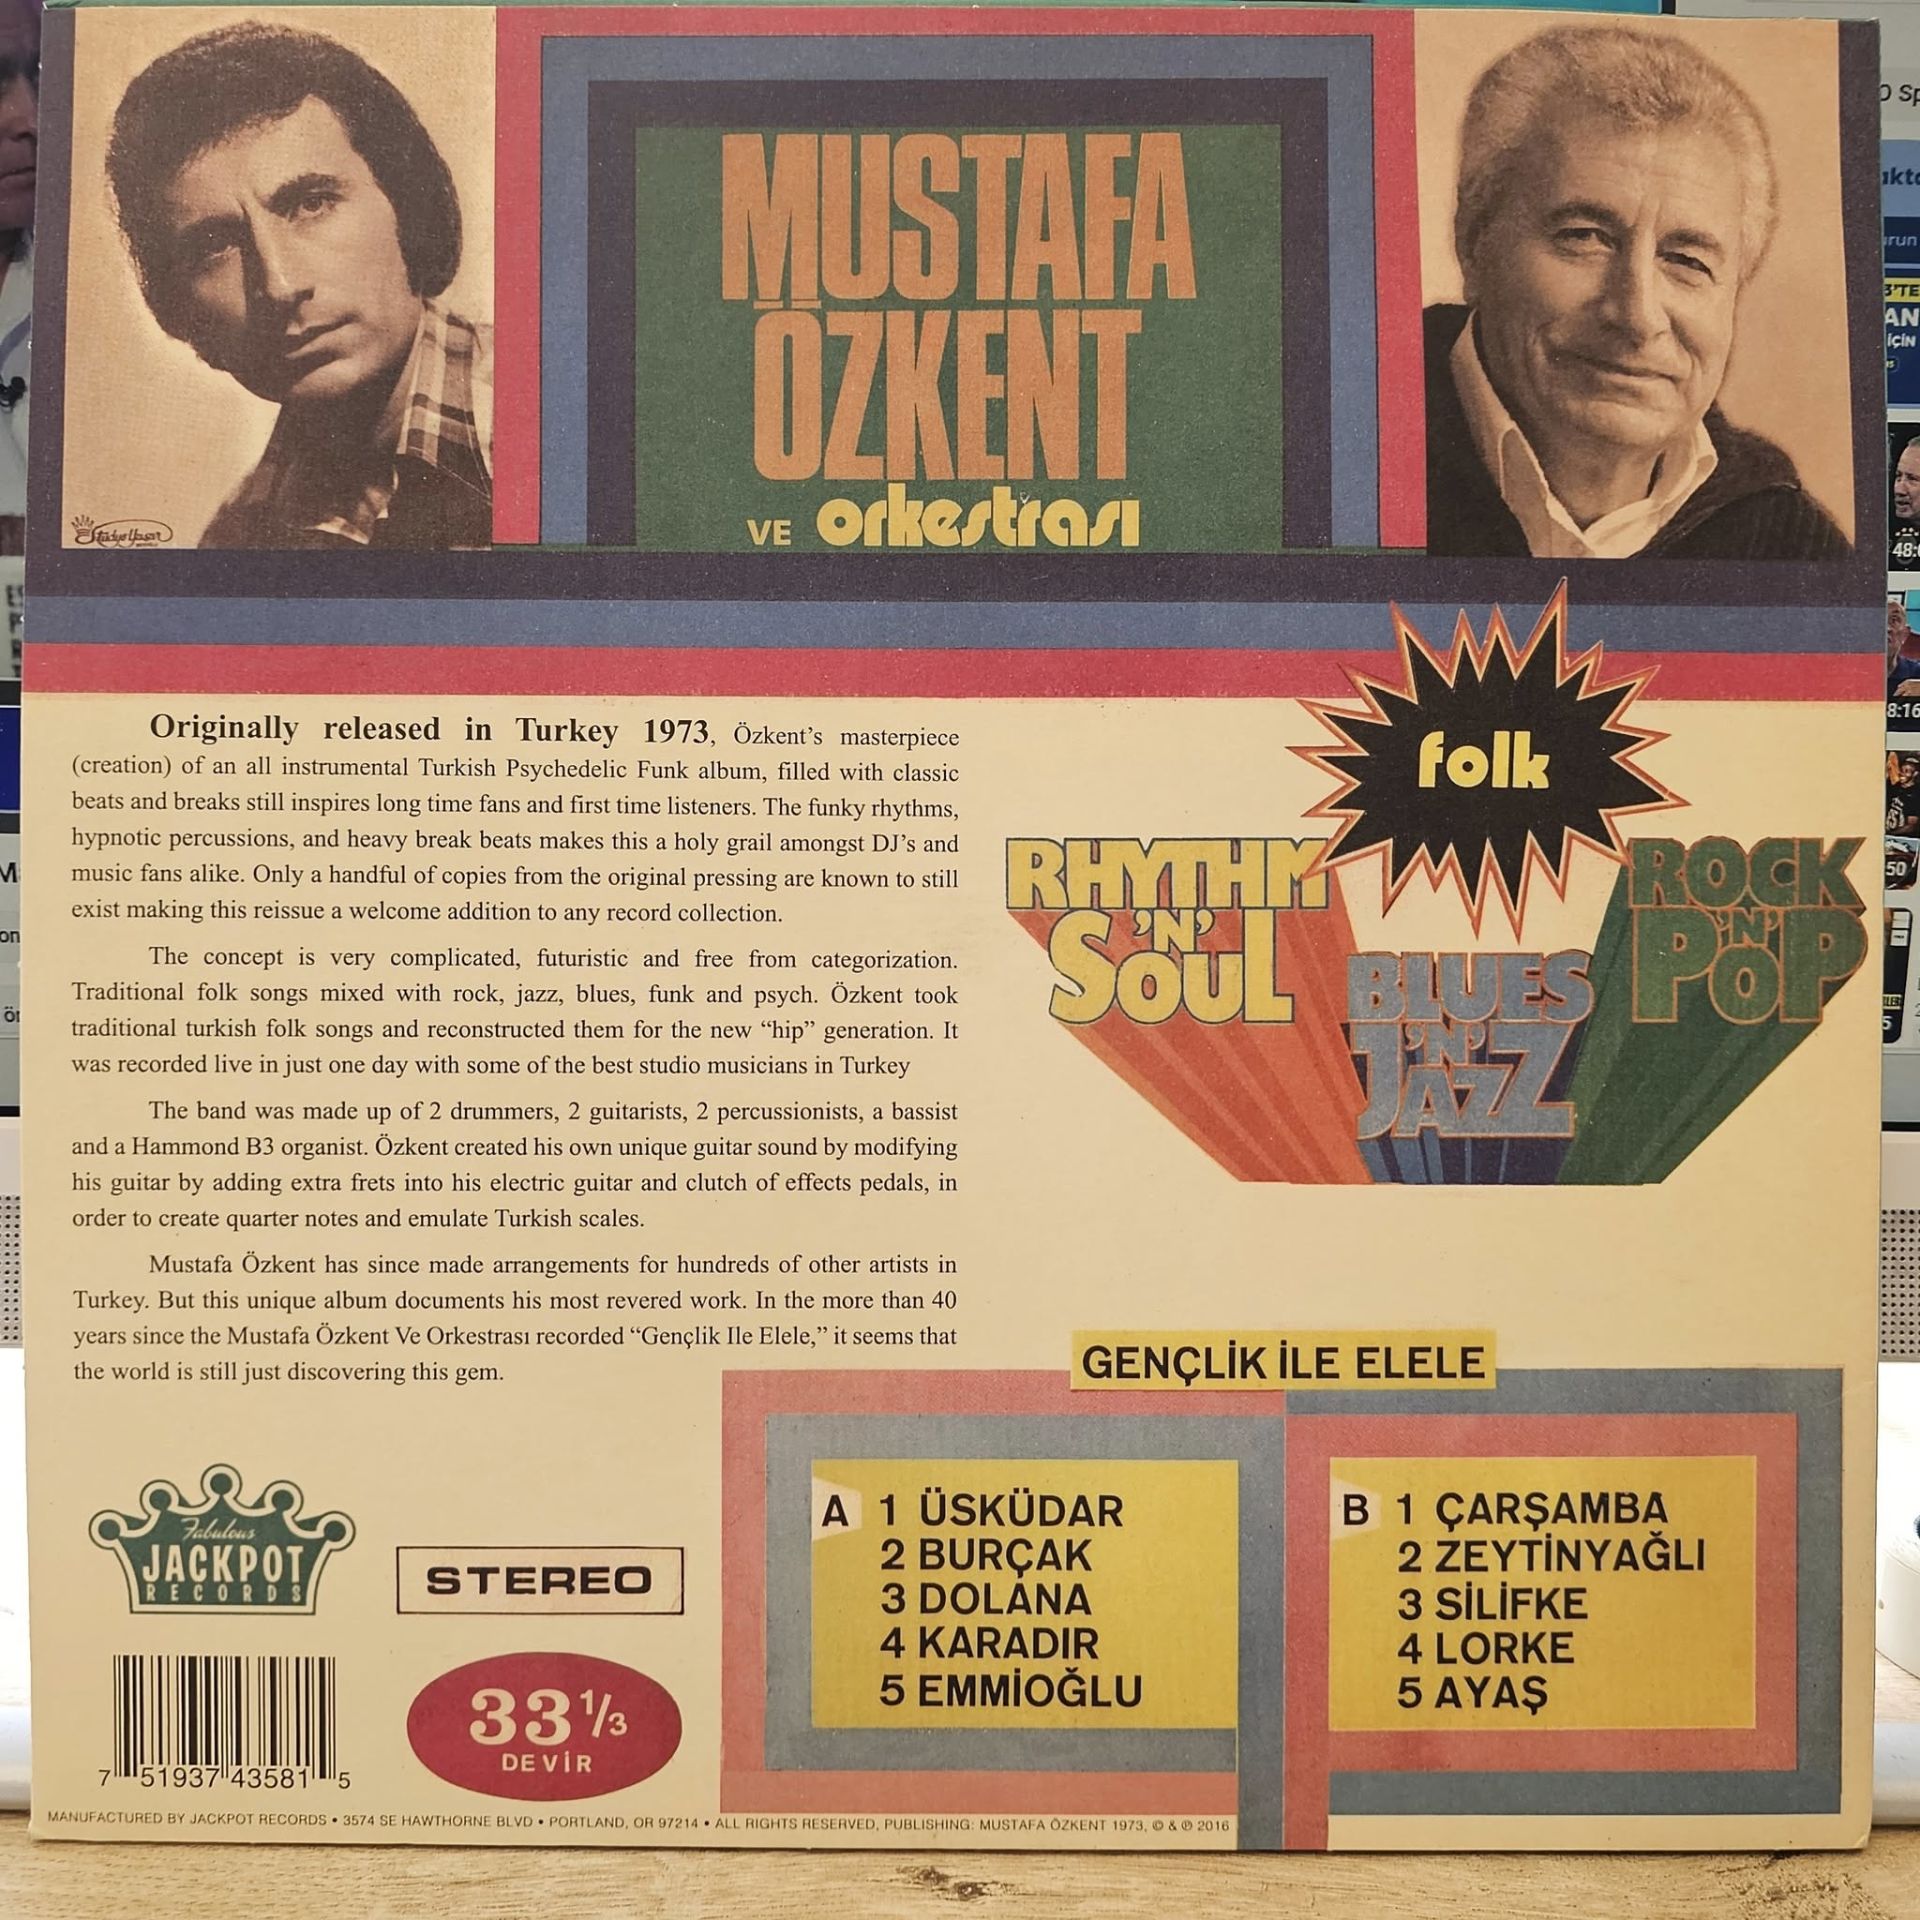 MUSTAFA
ÖZKENT
VE orkestrası
Stüdyo Yaşar
folk
RHYTHM
'N'
SOUL
BLUES
'N'
JAZZ
ROCK
'N'
POP
Originally released in Turkey 1973, Özkent's masterpiece
(creation) of an all instrumental Turkish Psychedelic Funk album, filled with classic
beats and breaks still inspires long time fans and first time listeners. The funky rhythms,
hypnotic percussions, and heavy break beats makes this a holy grail amongst DJ's and
music fans alike. Only a handful of copies from the original pressing are known to still
exist making this reissue a welcome addition to any record collection.
The concept is very complicated, futuristic and free from categorization.
Traditional folk songs mixed with rock, jazz, blues, funk and psych. Özkent took
traditional turkish folk songs and reconstructed them for the new “hip” generation. It
was recorded live in just one day with some of the best studio musicians in Turkey
The band was made up of 2 drummers, 2 guitarists, 2 percussionists, a bassist
and a Hammond B3 organist. Özkent created his own unique guitar sound by modifying
his guitar by adding extra frets into his electric guitar and clutch of effects pedals, in
order to create quarter notes and emulate Turkish scales.
Mustafa Özkent has since made arrangements for hundreds of other artists in
Turkey. But this unique album documents his most revered work. In the more than 40
years since the Mustafa Özkent Ve Orkestrası recorded “Gençlik Ile Elele,” it seems that
the world is still just discovering this gem.
GENÇLİK İLE ELELE
A 1 ÜSKÜDAR
2 BURÇAK
3 DOLANA
4 KARADIR
5 EMMİOĞLU
B 1 ÇARŞAMBA
2 ZEYTİNYAĞLI
3 SİLİFKE
4 LORKE
5 AYAŞ
Fabulous
JACKPOT
RECORDS
STEREO
33 1/3
DEVİR
7 51937 43581 5
MANUFACTURED BY JACKPOT RECORDS • 3574 SE HAWTHORNE BLVD • PORTLAND, OR 97214 • ALL RIGHTS RESERVED, PUBLISHING: MUSTAFA ÖZKENT 1973, © & ℗ 2016